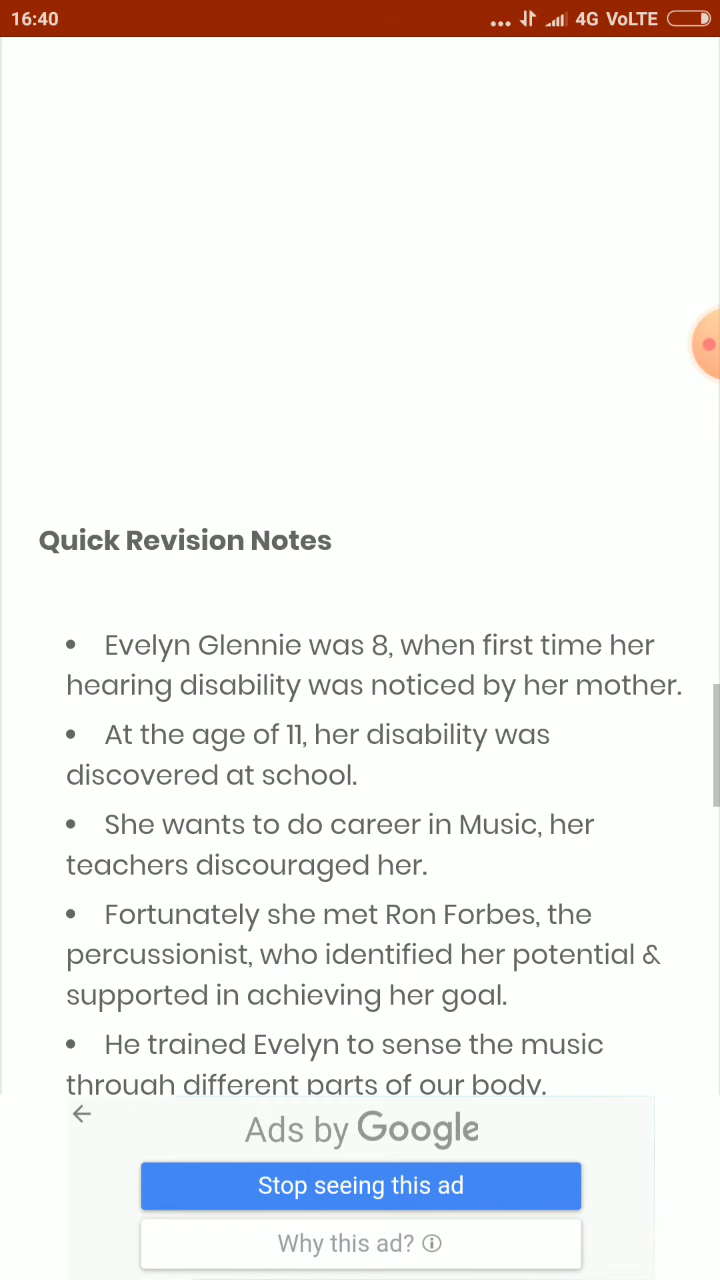 16:40
... 4G VoLTE
Quick Revision Notes
• Evelyn Glennie was 8, when first time her
hearing disability was noticed by her mother.
• At the age of 11, her disability was
discovered at school.
• She wants to do career in Music, her
teachers discouraged her.
• Fortunately she met Ron Forbes, the
percussionist, who identified her potential &
supported in achieving her goal.
• He trained Evelyn to sense the music
through different parts of our body.
Ads by Google
Stop seeing this ad
Why this ad?